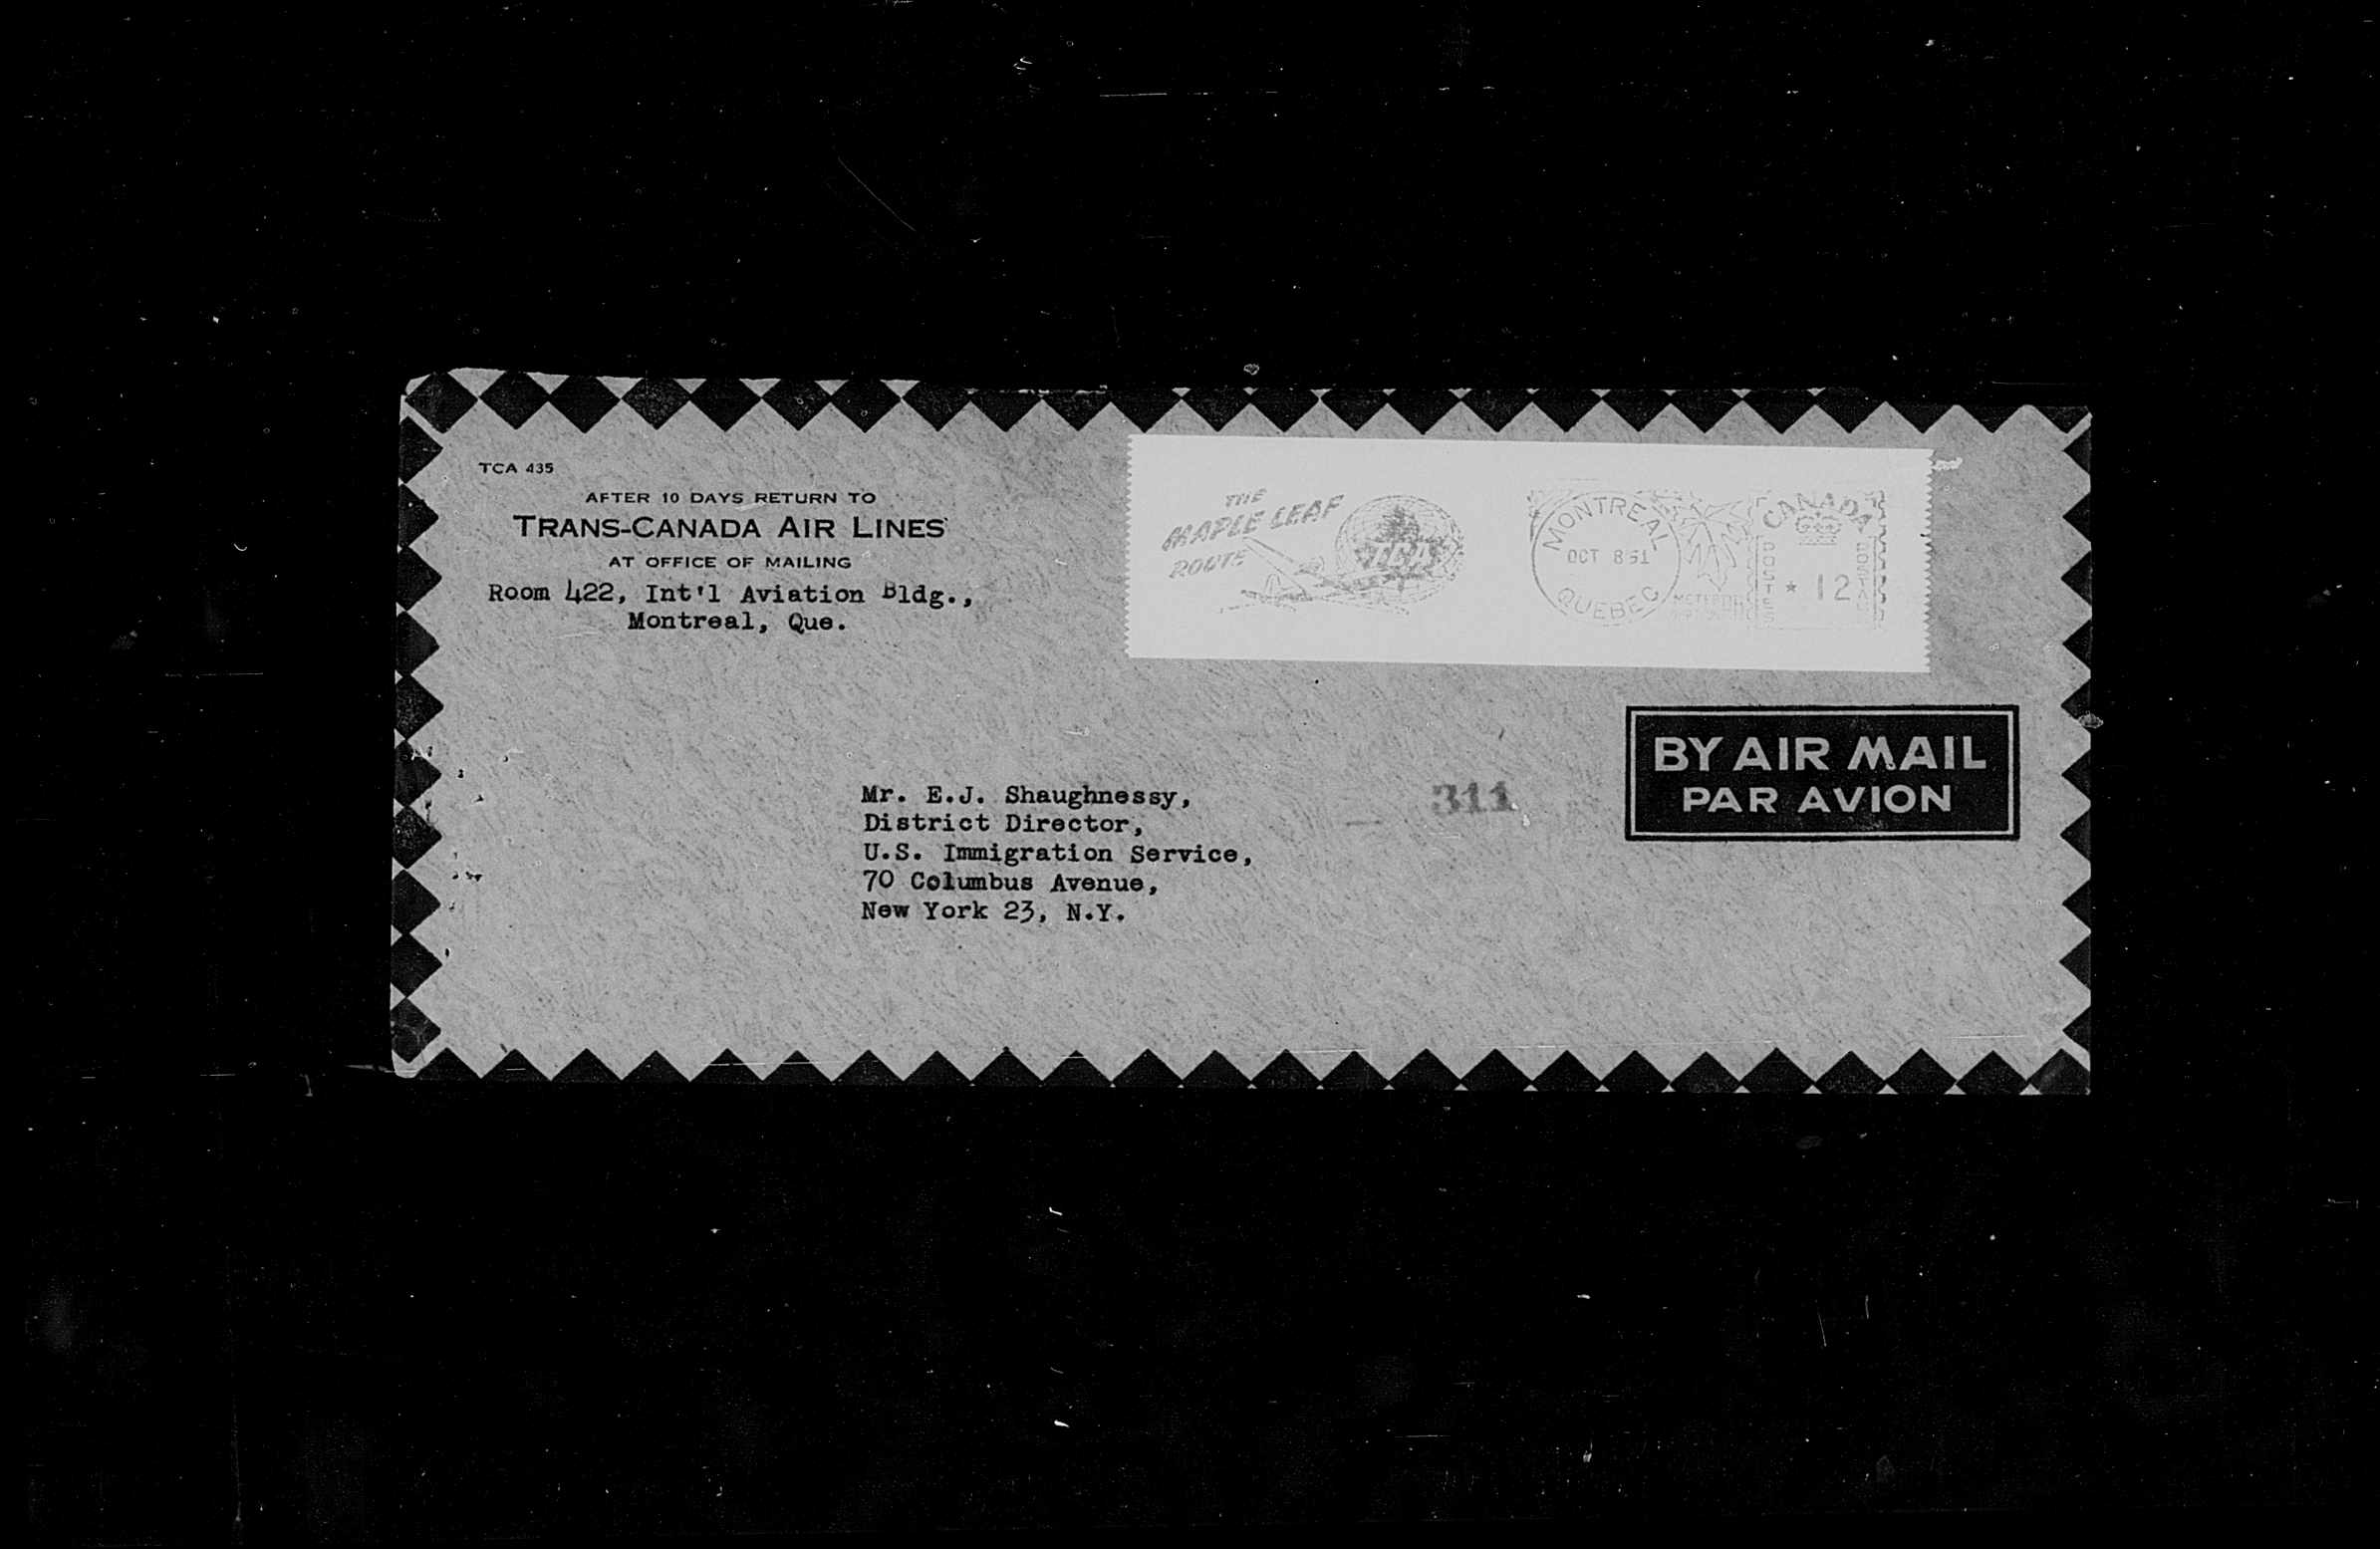 TCA 435
AFTER 10 DAYS RETURN TO
TRANS-CANADA AIR LINES
AT OFFICE OF MAILING
Room 422, Int'l Aviation Bldg.,
Montreal, Que.
THE
MAPLE LEAF
ROUTE
TCA
MONTREAL
OCT 8 51
QUEBEC
CANADA
POSTES
* 12
POSTAGE
BY AIR MAIL
PAR AVION
311
Mr. E.J. Shaughnessy,
District Director,
U.S. Immigration Service,
70 Columbus Avenue,
New York 23, N.Y.